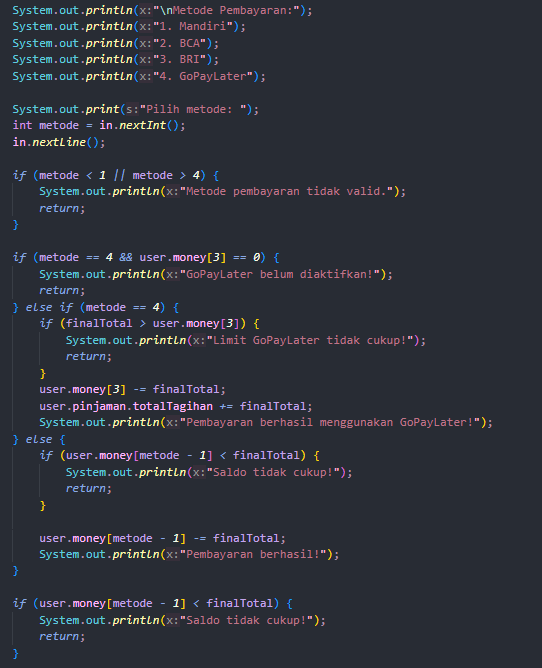 System.out.println(x:"\nMetode Pembayaran:");
System.out.println(x:"1. Mandiri");
System.out.println(x:"2. BCA");
System.out.println(x:"3. BRI");
System.out.println(x:"4. GoPayLater");
System.out.print(s:"Pilih metode: ");
int metode = in.nextInt();
in.nextLine();
if (metode < 1 || metode > 4) {
System.out.println(x:"Metode pembayaran tidak valid.");
return;
}
if (metode == 4 && user.money[3] == 0) {
System.out.println(x:"GoPayLater belum diaktifkan!");
return;
} else if (metode == 4) {
if (finalTotal > user.money[3]) {
System.out.println(x:"Limit GoPayLater tidak cukup!");
return;
}
user.money[3] -= finalTotal;
user.pinjaman.totalTagihan += finalTotal;
System.out.println(x:"Pembayaran berhasil menggunakan GoPayLater!");
} else {
if (user.money[metode - 1] < finalTotal) {
System.out.println(x:"Saldo tidak cukup!");
return;
}
user.money[metode - 1] -= finalTotal;
System.out.println(x:"Pembayaran berhasil!");
}
if (user.money[metode - 1] < finalTotal) {
System.out.println(x:"Saldo tidak cukup!");
return;
}